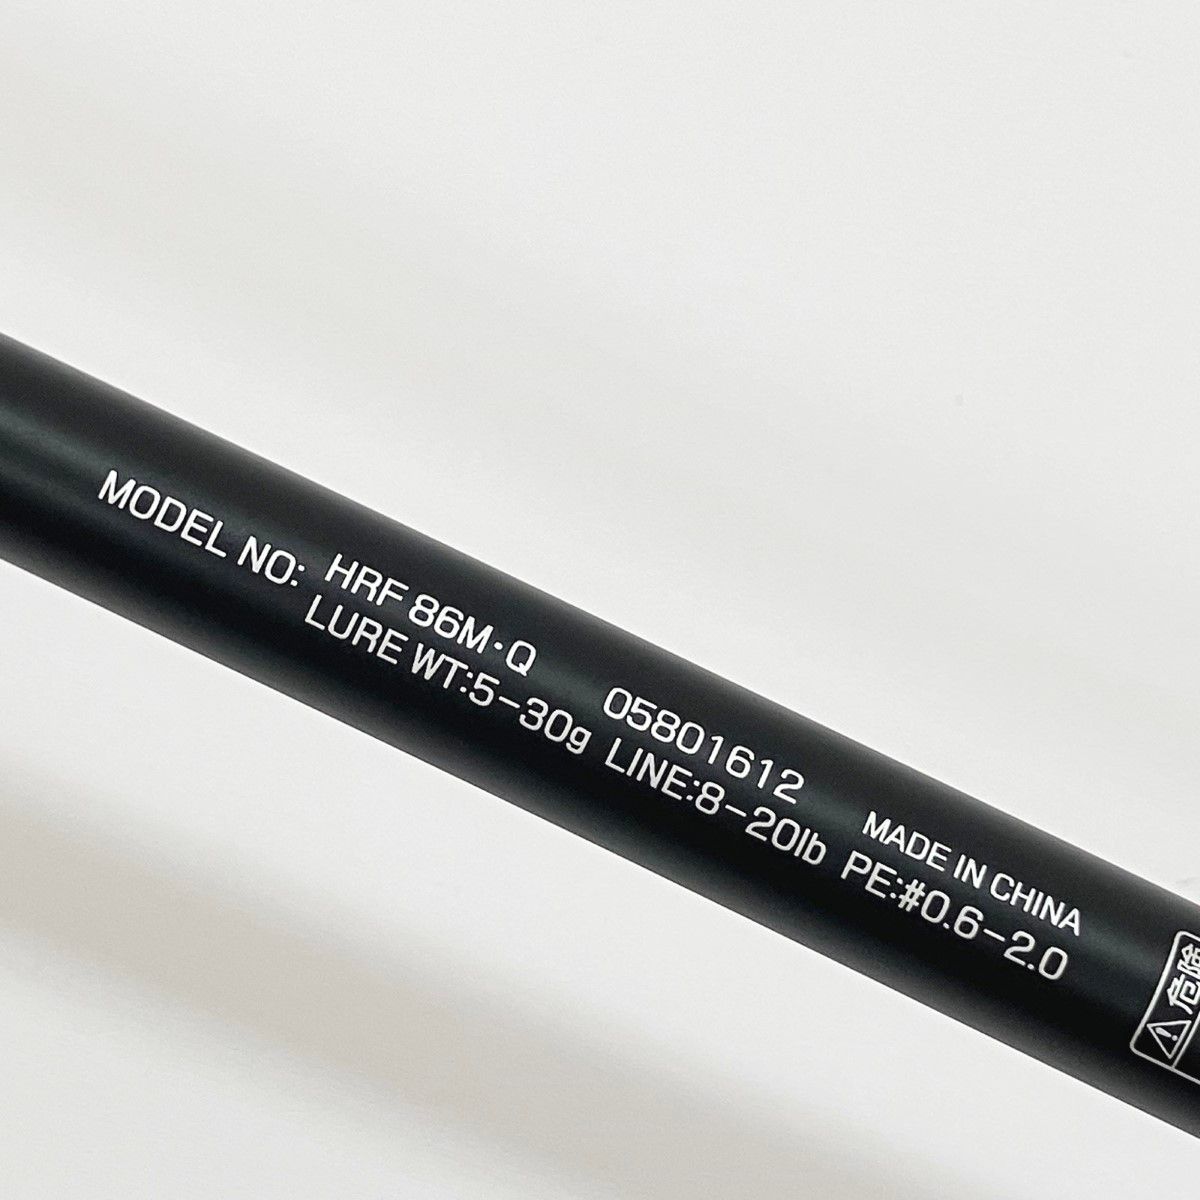 MODEL NO: HRF 86M・Q 05801612 MADE IN CHINA
LURE WT:5-30g LINE:8-20lb PE:#0.6-2.0
危険